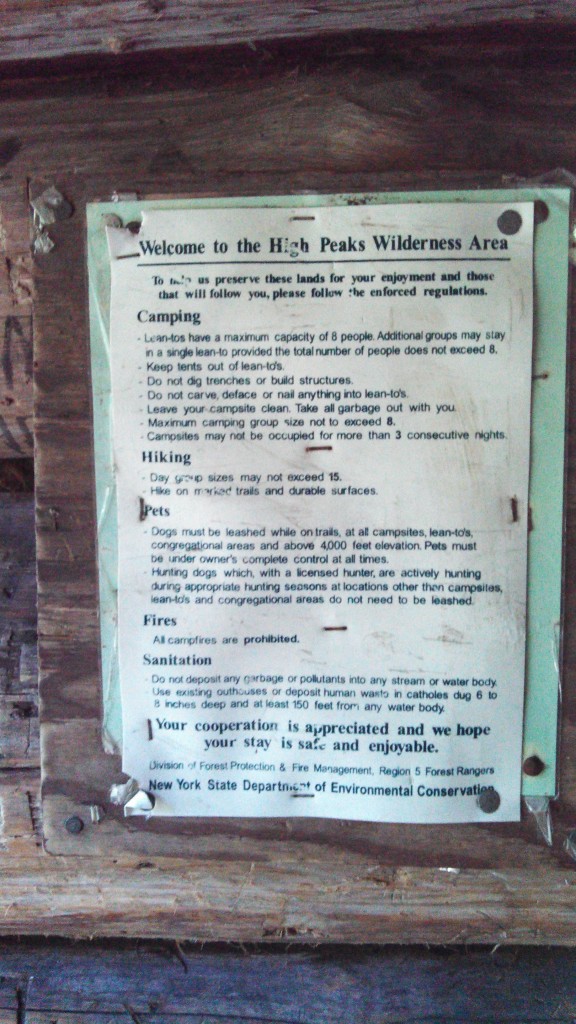 Welcome to the High Peaks Wilderness Area
To help us preserve these lands for your enjoyment and those
that will follow you, please follow the enforced regulations.
Camping
- Lean-tos have a maximum capacity of 8 people. Additional groups may stay
in a single lean-to provided the total number of people does not exceed 8.
- Keep tents out of lean-to's.
- Do not dig trenches or build structures.
- Do not carve, deface or nail anything into lean-to's.
- Leave your campsite clean. Take all garbage out with you.
- Maximum camping group size not to exceed 8.
- Campsites may not be occupied for more than 3 consecutive nights.
Hiking
- Day group sizes may not exceed 15.
- Hike on marked trails and durable surfaces.
Pets
- Dogs must be leashed while on trails, at all campsites, lean-to's,
congregational areas and above 4,000 feet elevation. Pets must
be under owner's complete control at all times.
- Hunting dogs which, with a licensed hunter, are actively hunting
during appropriate hunting seasons at locations other then campsites,
lean-to's and congregational areas do not need to be leashed.
Fires
All campfires are prohibited.
Sanitation
- Do not deposit any garbage or pollutants into any stream or water body.
- Use existing outhouses or deposit human waste in catholes dug 6 to
8 inches deep and at least 150 feet from any water body.
Your cooperation is appreciated and we hope
your stay is safe and enjoyable.
Division of Forest Protection & Fire Management, Region 5 Forest Rangers
New York State Department of Environmental Conservation